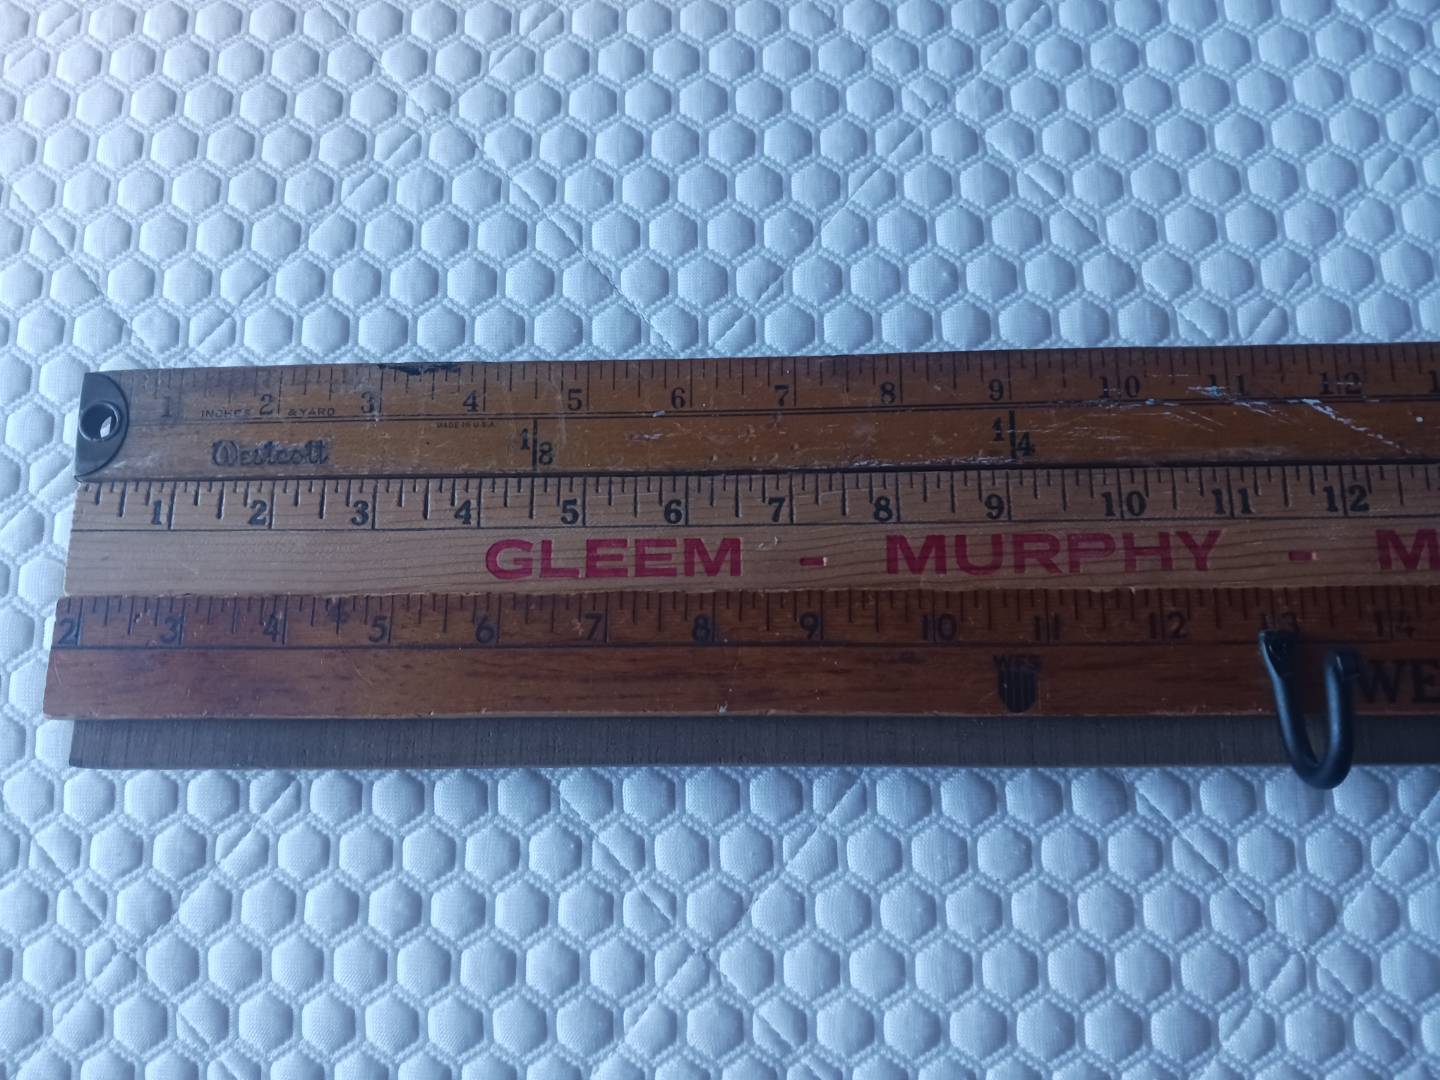 1 2 3 4 5 6 7 8 9 10 11 12 1
INCHES & YARD
MADE IN U.S.A.
Westcott 1/8 1/4
1 2 3 4 5 6 7 8 9 10 11 12
GLEEM - MURPHY - M
2 3 4 5 6 7 8 9 10 11 12 13 14
WES
WE